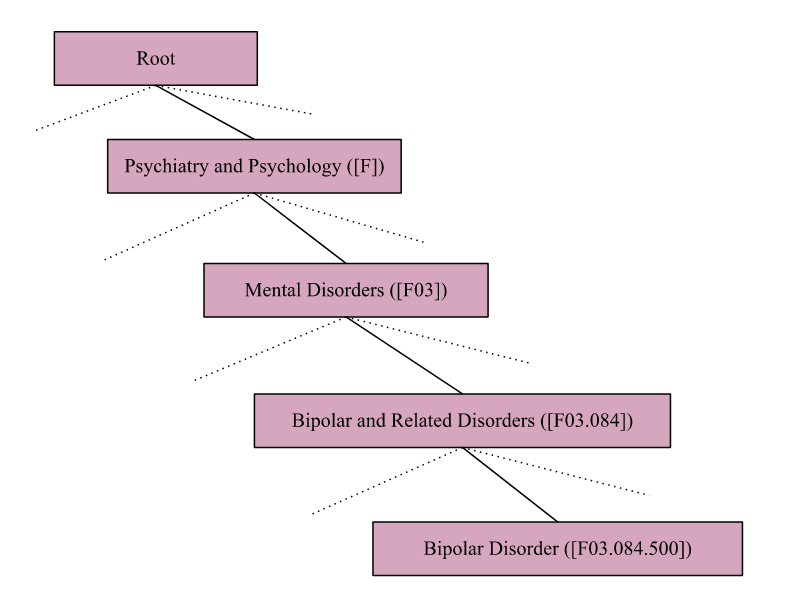 Root
Psychiatry and Psychology ([F])
Mental Disorders ([F03])
Bipolar and Related Disorders ([F03.084])
Bipolar Disorder ([F03.084.500])